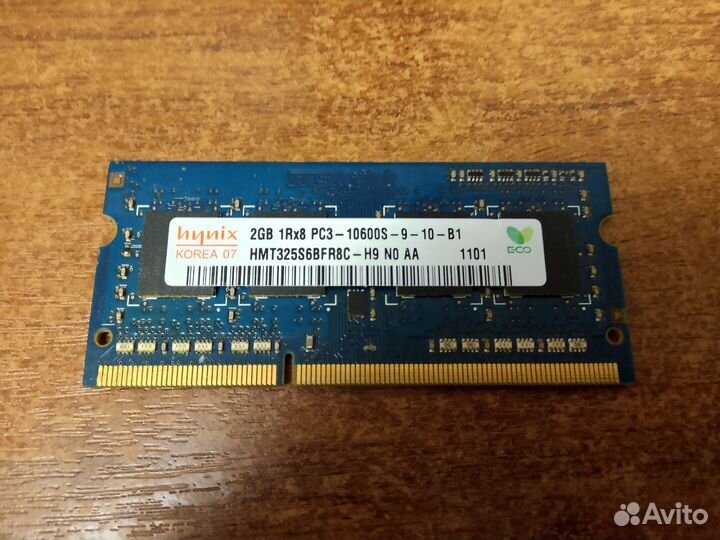 hynix
KOREA 07
2GB 1Rx8 PC3-10600S-9-10-B1
HMT325S6BFR8C-H9 N0 AA 1101
ECO
Avito